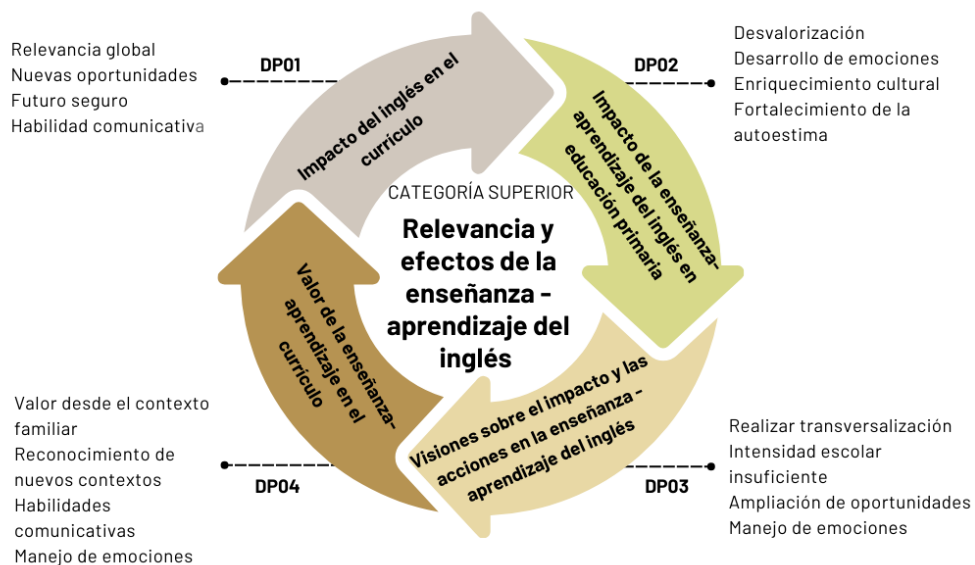 Relevancia global
Nuevas oportunidades
Futuro seguro
Habilidad comunicativa
DP01
Impacto del inglés en el
currículo
DP02
Desvalorización
Desarrollo de emociones
Enriquecimiento cultural
Fortalecimiento de la
autoestima
Impacto de la enseñanza-
aprendizaje del inglés en
educación primaria
CATEGORÍA SUPERIOR
Relevancia y
efectos de la
enseñanza -
aprendizaje del
inglés
Valor de la enseñanza-
aprendizaje en el
currículo
Visiones sobre el impacto y las
acciones en la enseñanza -
aprendizaje del inglés
Valor desde el contexto
familiar
Reconocimiento de
nuevos contextos
Habilidades
comunicativas
Manejo de emociones
DP04
DP03
Realizar transversalización
Intensidad escolar
insuficiente
Ampliación de oportunidades
Manejo de emociones